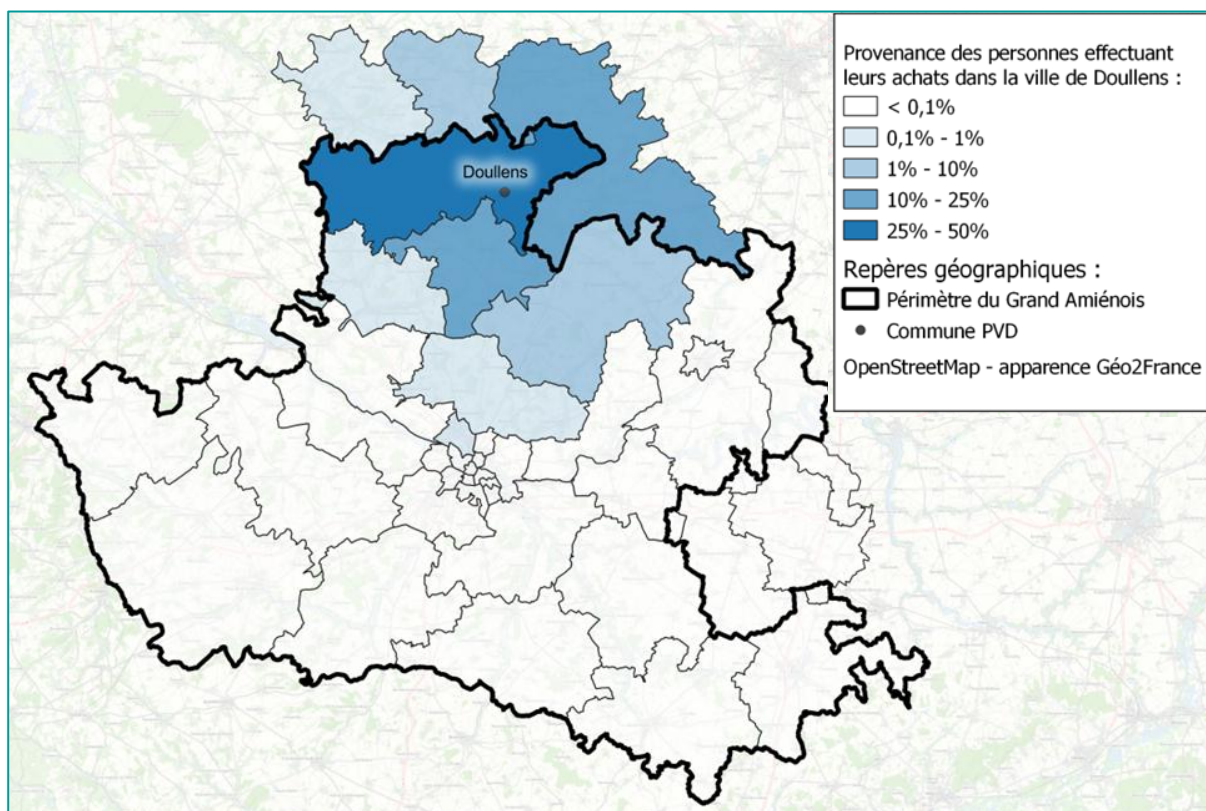 Provenance des personnes effectuant
leurs achats dans la ville de Doullens :
< 0,1%
0,1% - 1%
1% - 10%
10% - 25%
25% - 50%
Repères géographiques :
Périmètre du Grand Amiénois
Commune PVD
OpenStreetMap - apparence Géo2France
Doullens